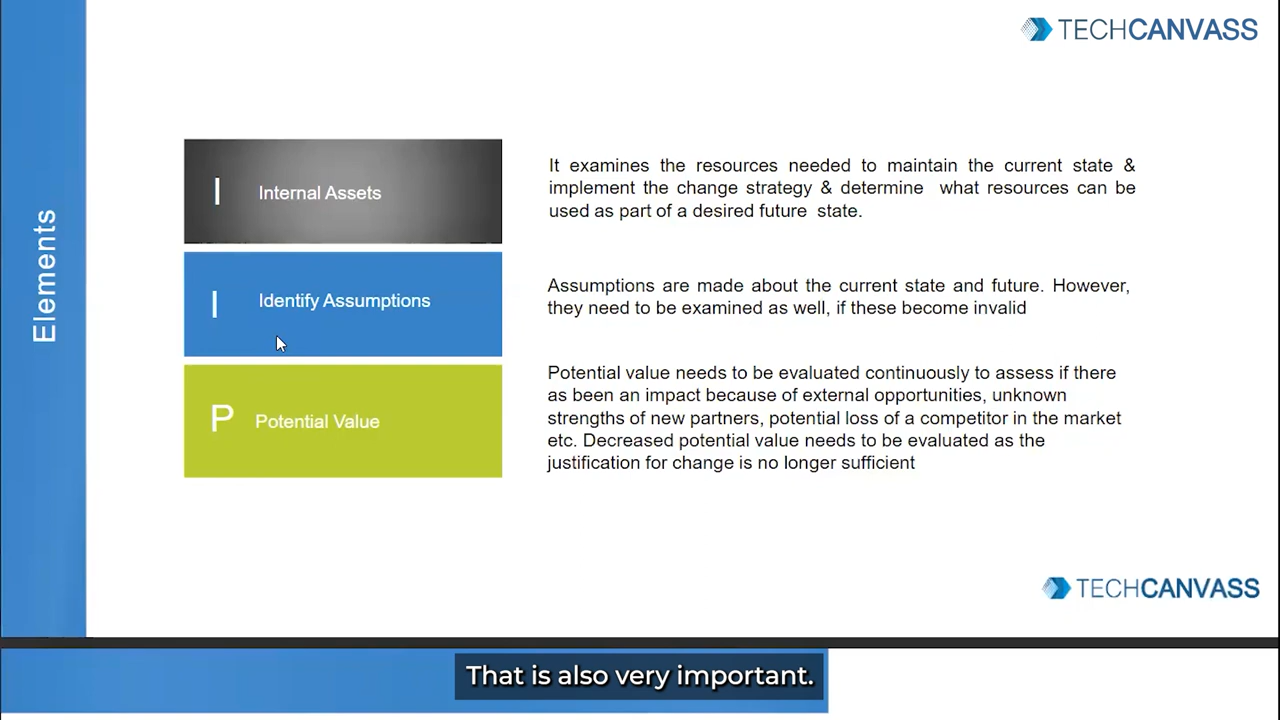 TECHCANVASS
Elements
I Internal Assets
It examines the resources needed to maintain the current state &
implement the change strategy & determine what resources can be
used as part of a desired future state.
I Identify Assumptions
Assumptions are made about the current state and future. However,
they need to be examined as well, if these become invalid
P Potential Value
Potential value needs to be evaluated continuously to assess if there
as been an impact because of external opportunities, unknown
strengths of new partners, potential loss of a competitor in the market
etc. Decreased potential value needs to be evaluated as the
justification for change is no longer sufficient
TECHCANVASS
That is also very important.